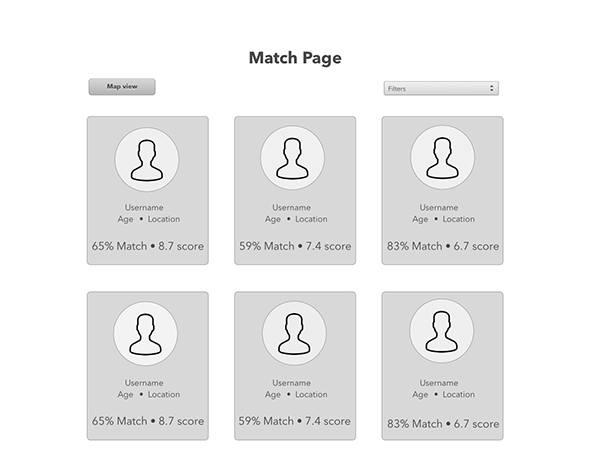 Match Page
Map view
Filters
Username
Age • Location
65% Match • 8.7 score
Username
Age • Location
59% Match • 7.4 score
Username
Age • Location
83% Match • 6.7 score
Username
Age • Location
65% Match • 8.7 score
Username
Age • Location
59% Match • 7.4 score
Username
Age • Location
83% Match • 6.7 score